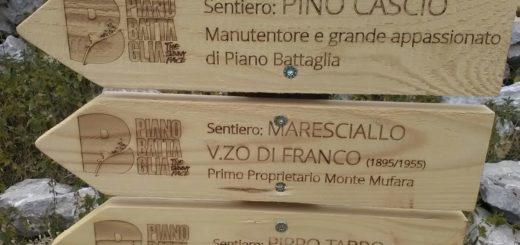 PIANO
BATTA
GLIA
Sentiero: PINO CASCIO
Manutentore e grande appassionato
di Piano Battaglia
PIANO
BATTA
GLIA
Sentiero: MARESCIALLO
V.ZO DI FRANCO (1895/1955)
Primo Proprietario Monte Mufara
PIANO
BATTA
Sentiero: